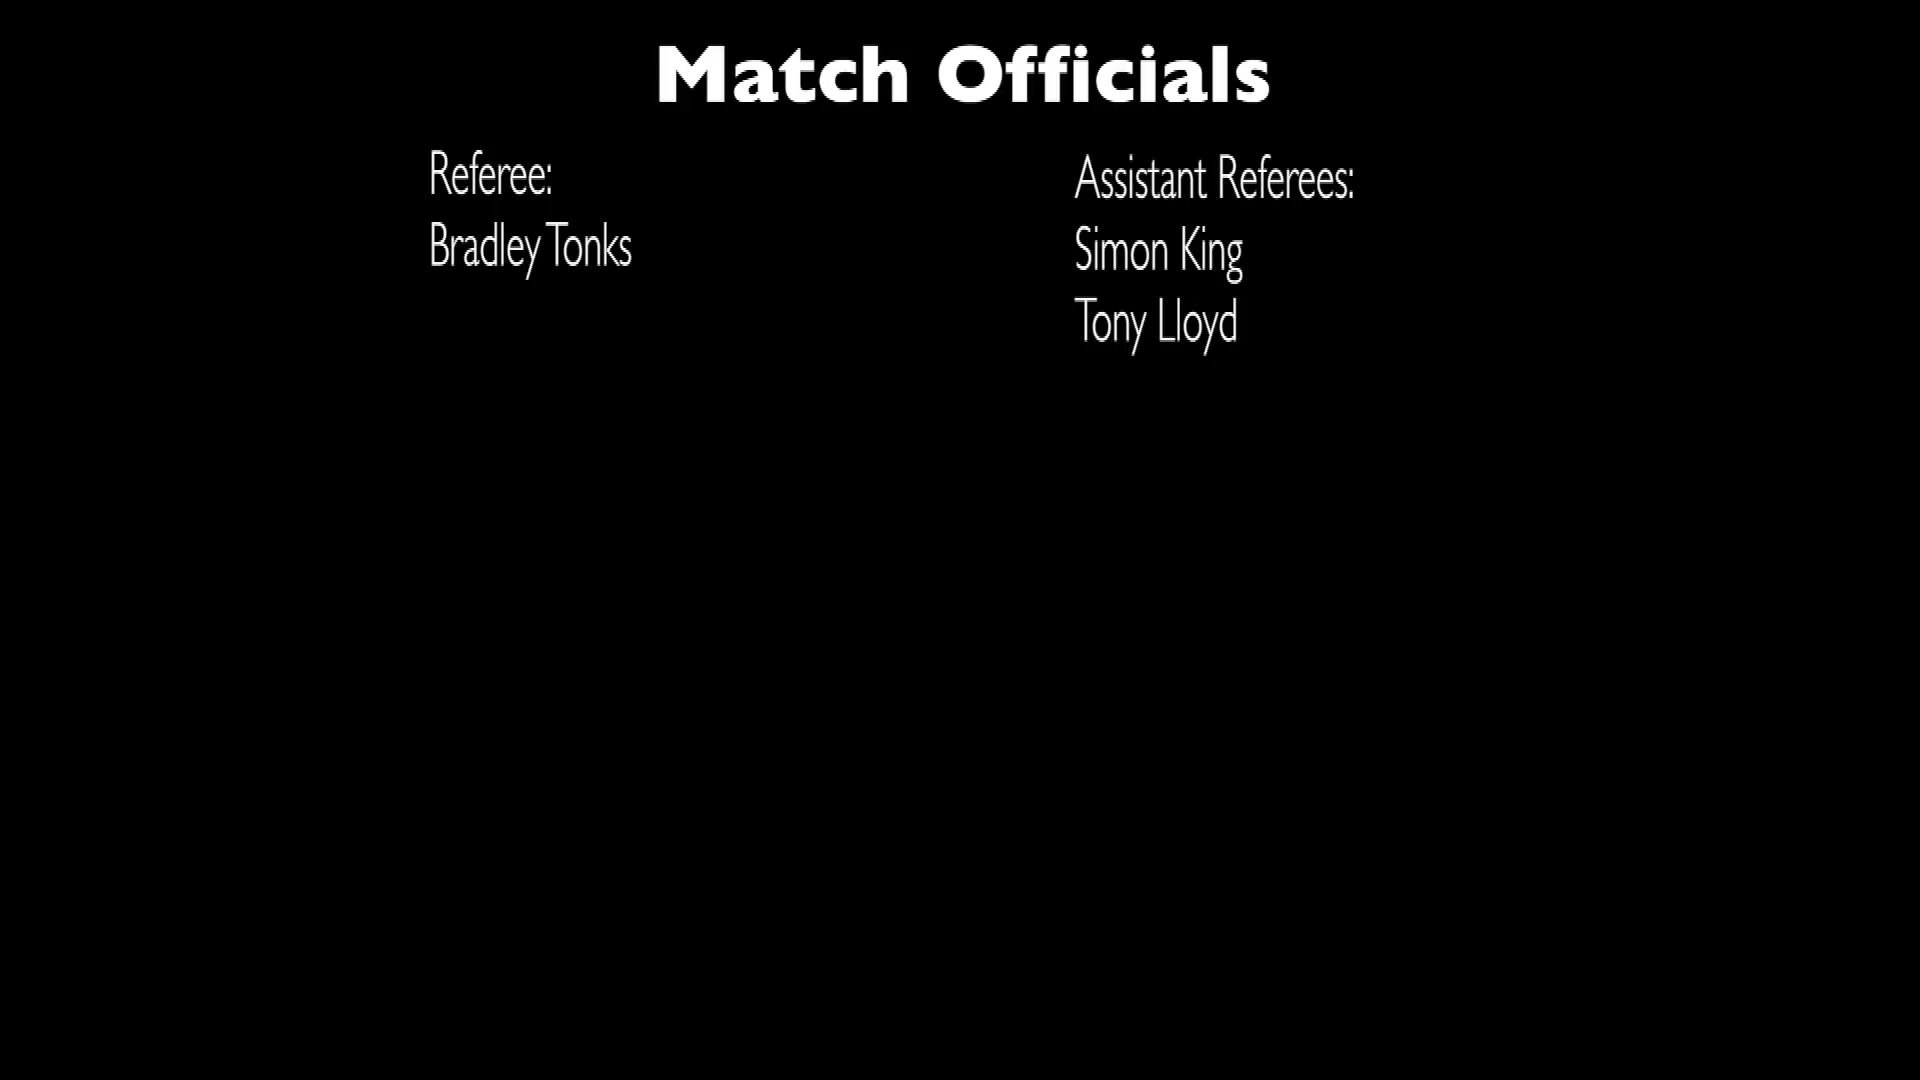 Match Officials
Referee:
Bradley Tonks
Assistant Referees:
Simon King
Tony Lloyd